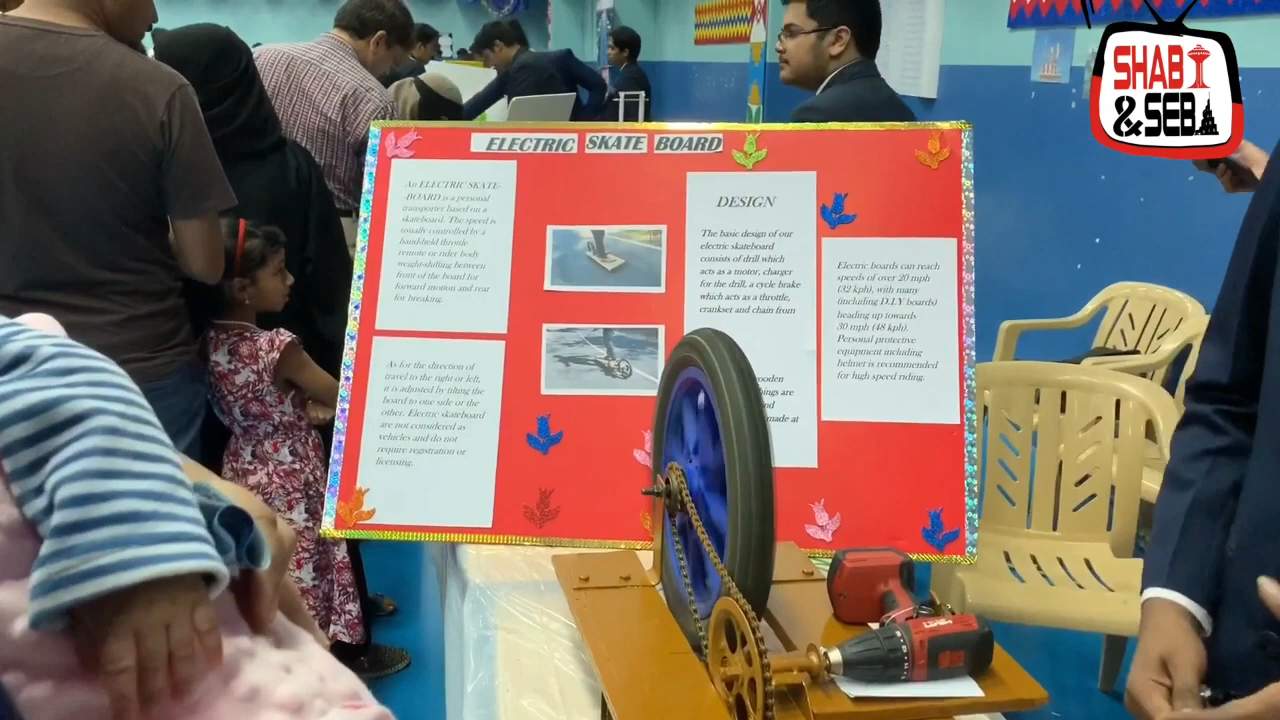 SHAB
&SEB
ELECTRIC SKATE BOARD
An ELECTRIC SKATE-
-BOARD is a personal
transporter based on a
skateboard. The speed is
usually controlled by a
hand-held throttle
remote or rider body
weight-shifting between
front of the board for
forward motion and rear
for breaking.
As for the direction of
travel to the right or left,
it is adjusted by tilting the
board to one side or the
other. Electric skateboard
are not considered as
vehicles and do not
require registration or
licensing.
DESIGN
The basic design of our
electric skateboard
consists of drill which
acts as a motor, charger
for the drill, a cycle brake
which acts as a throttle,
crankset and chain from
ooden
hings are
nd
made at
Electric boards can reach
speeds of over 20 mph
(32 kph), with many
(including D.I.Y boards)
heading up towards
30 mph (48 kph).
Personal protective
equipment including
helmet is recommended
for high speed riding.